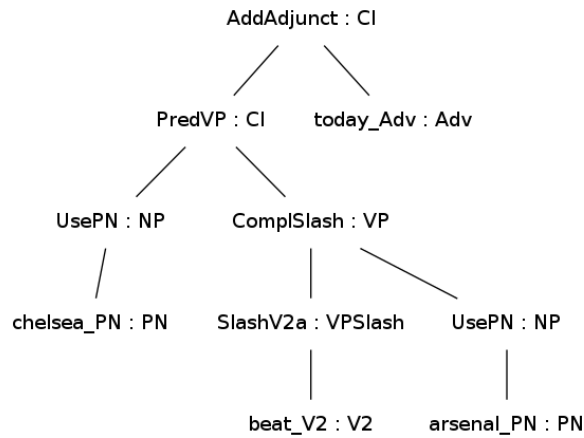 AddAdjunct : Cl
PredVP : Cl today_Adv : Adv
UsePN : NP ComplSlash : VP
chelsea_PN : PN SlashV2a : VPSlash UsePN : NP
beat_V2 : V2 arsenal_PN : PN